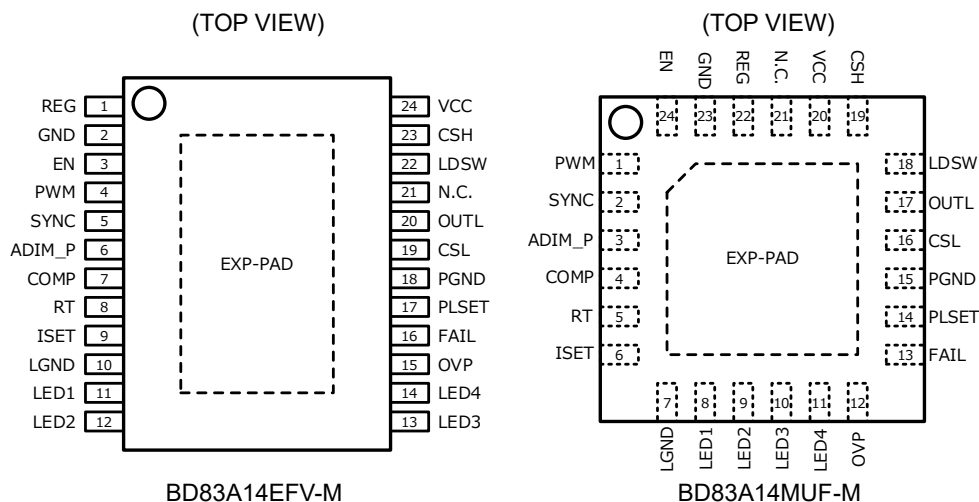 (TOP VIEW)
REG 1
GND 2
EN 3
PWM 4
SYNC 5
ADIM_P 6
COMP 7
RT 8
ISET 9
LGND 10
LED1 11
LED2 12
24 VCC
23 CSH
22 LDSW
21 N.C.
20 OUTL
19 CSL
18 PGND
17 PLSET
16 FAIL
15 OVP
14 LED4
13 LED3
EXP-PAD
BD83A14EFV-M
(TOP VIEW)
EN GND REG N.C. VCC CSH
24 23 22 21 20 19
PWM 1
SYNC 2
ADIM_P 3
COMP 4
RT 5
ISET 6
18 LDSW
17 OUTL
16 CSL
15 PGND
14 PLSET
13 FAIL
EXP-PAD
7 8 9 10 11 12
LGND LED1 LED2 LED3 LED4 OVP
BD83A14MUF-M